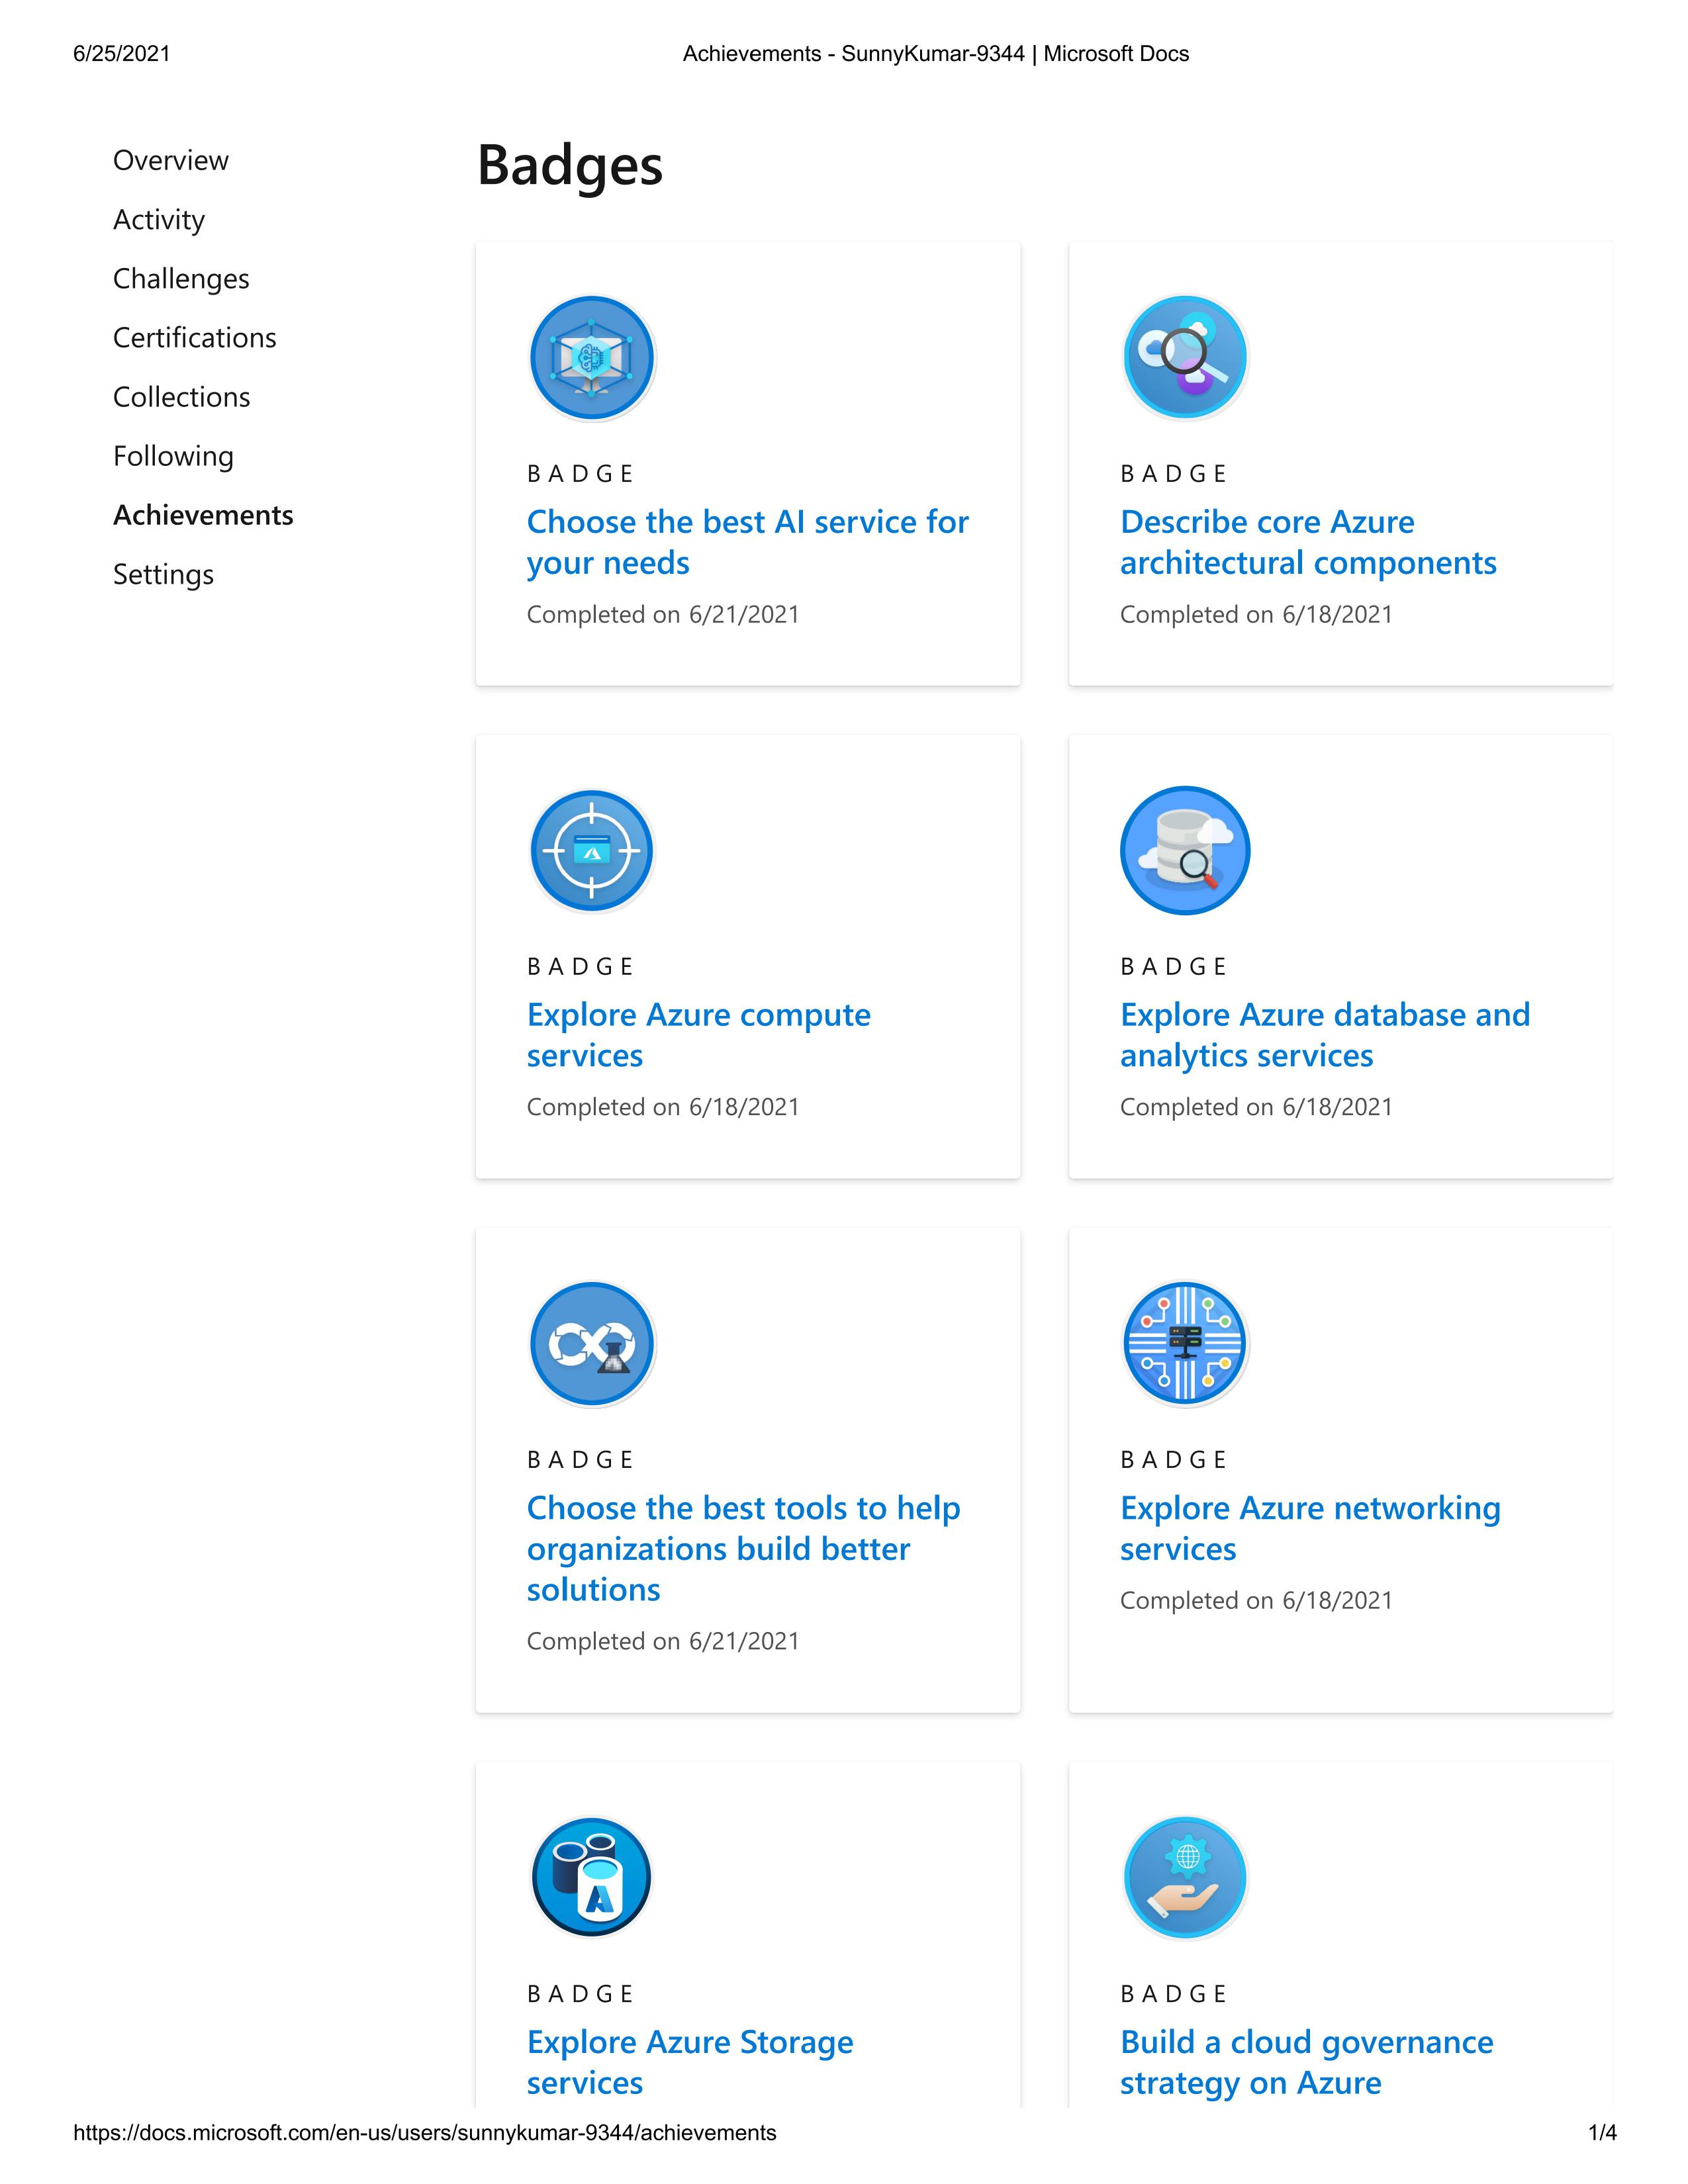 6/25/2021
Achievements - SunnyKumar-9344 | Microsoft Docs
Overview
Activity
Challenges
Certifications
Collections
Following
Achievements
Settings
Badges
BADGE
Choose the best AI service for
your needs
Completed on 6/21/2021
BADGE
Describe core Azure
architectural components
Completed on 6/18/2021
BADGE
Explore Azure compute
services
Completed on 6/18/2021
BADGE
Explore Azure database and
analytics services
Completed on 6/18/2021
BADGE
Choose the best tools to help
organizations build better
solutions
Completed on 6/21/2021
BADGE
Explore Azure networking
services
Completed on 6/18/2021
BADGE
Explore Azure Storage
services
BADGE
Build a cloud governance
strategy on Azure
https://docs.microsoft.com/en-us/users/sunnykumar-9344/achievements
1/4